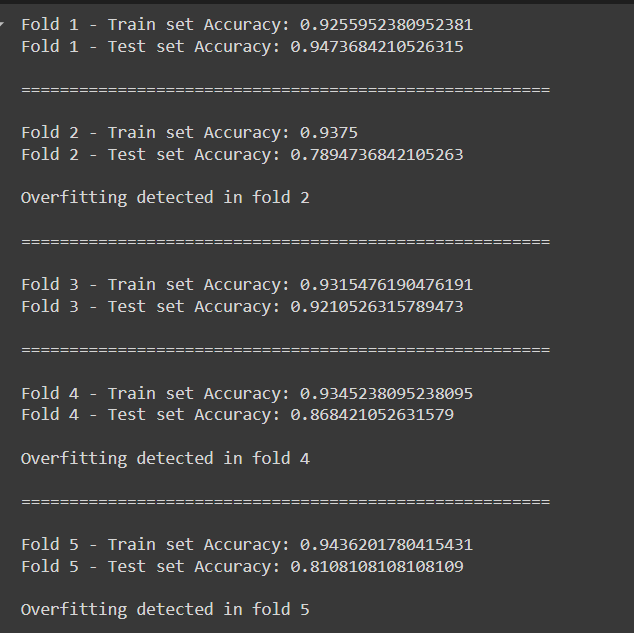 Fold 1 - Train set Accuracy: 0.9255952380952381
Fold 1 - Test set Accuracy: 0.9473684210526315
=======================================================
Fold 2 - Train set Accuracy: 0.9375
Fold 2 - Test set Accuracy: 0.7894736842105263
Overfitting detected in fold 2
=======================================================
Fold 3 - Train set Accuracy: 0.9315476190476191
Fold 3 - Test set Accuracy: 0.9210526315789473
=======================================================
Fold 4 - Train set Accuracy: 0.9345238095238095
Fold 4 - Test set Accuracy: 0.868421052631579
Overfitting detected in fold 4
=======================================================
Fold 5 - Train set Accuracy: 0.9436201780415431
Fold 5 - Test set Accuracy: 0.8108108108108109
Overfitting detected in fold 5